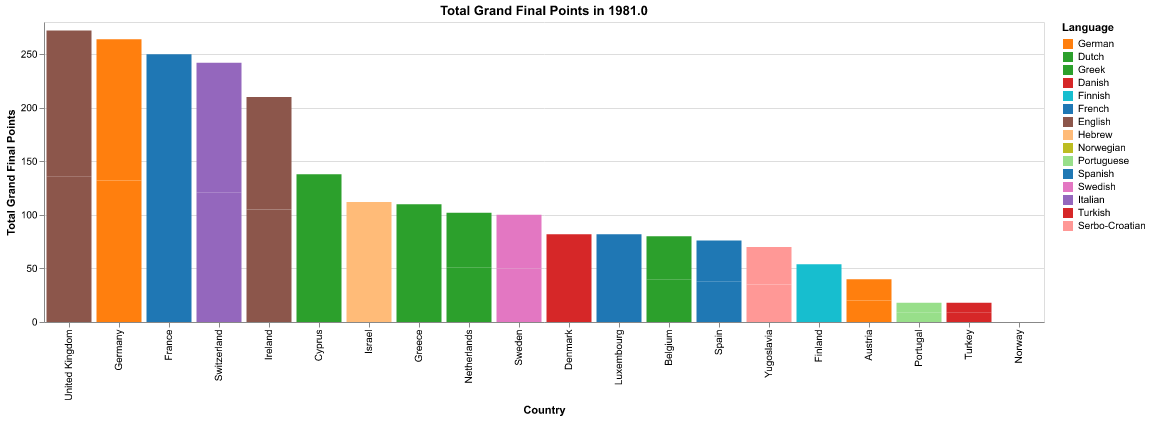 Total Grand Final Points in 1981.0
Total Grand Final Points
250
200
150
100
50
0
United Kingdom
Germany
France
Switzerland
Ireland
Cyprus
Israel
Greece
Netherlands
Sweden
Denmark
Luxembourg
Belgium
Spain
Yugoslavia
Finland
Austria
Portugal
Turkey
Norway
Country
Language
German
Dutch
Greek
Danish
Finnish
French
English
Hebrew
Norwegian
Portuguese
Spanish
Swedish
Italian
Turkish
Serbo-Croatian